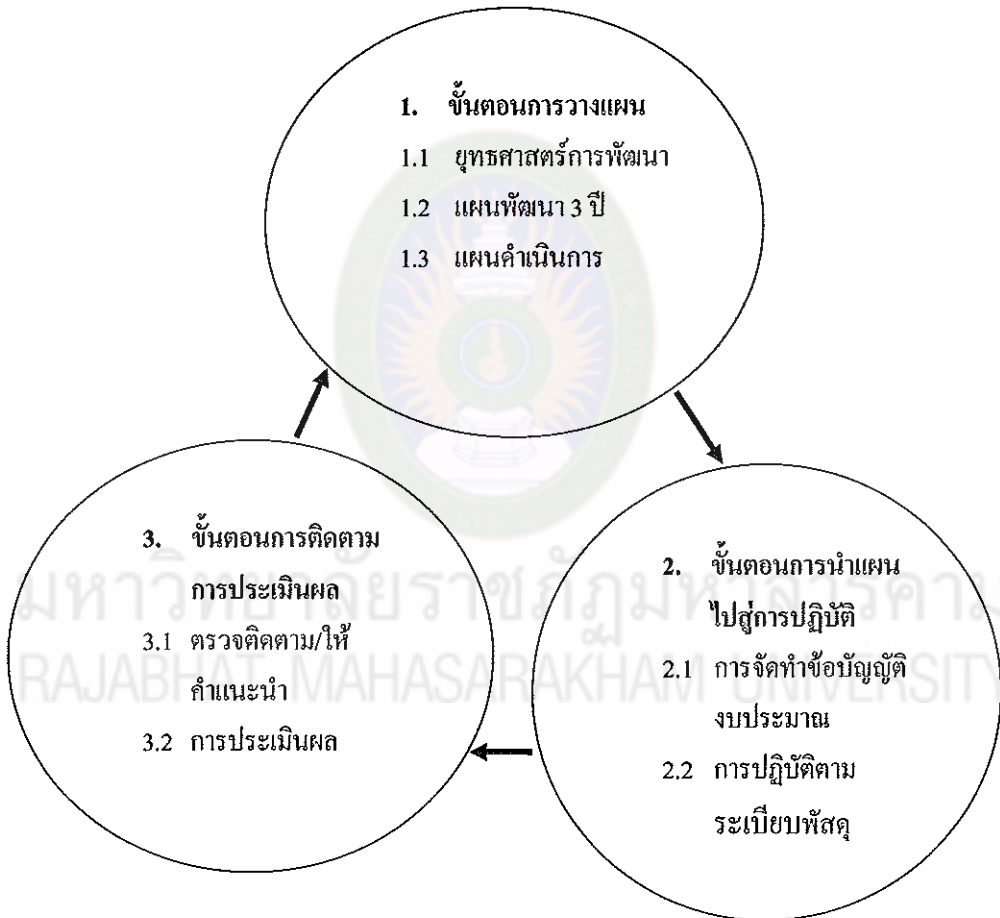 1. ขั้นตอนการวางแผน
1.1 ยุทธศาสตร์การพัฒนา
1.2 แผนพัฒนา 3 ปี
1.3 แผนดำเนินการ
3. ขั้นตอนการติดตาม
การประเมินผล
3.1 ตรวจติดตาม/ให้
คำแนะนำ
3.2 การประเมินผล
2. ขั้นตอนการนำแผน
ไปสู่การปฏิบัติ
2.1 การจัดทำข้อบัญญัติ
งบประมาณ
2.2 การปฏิบัติตาม
ระเบียบพัสดุ
มหาวิทยาลัยราชภัฏมหาสารคาม
RAJABHAT MAHASARAKHAM UNIVERSITY